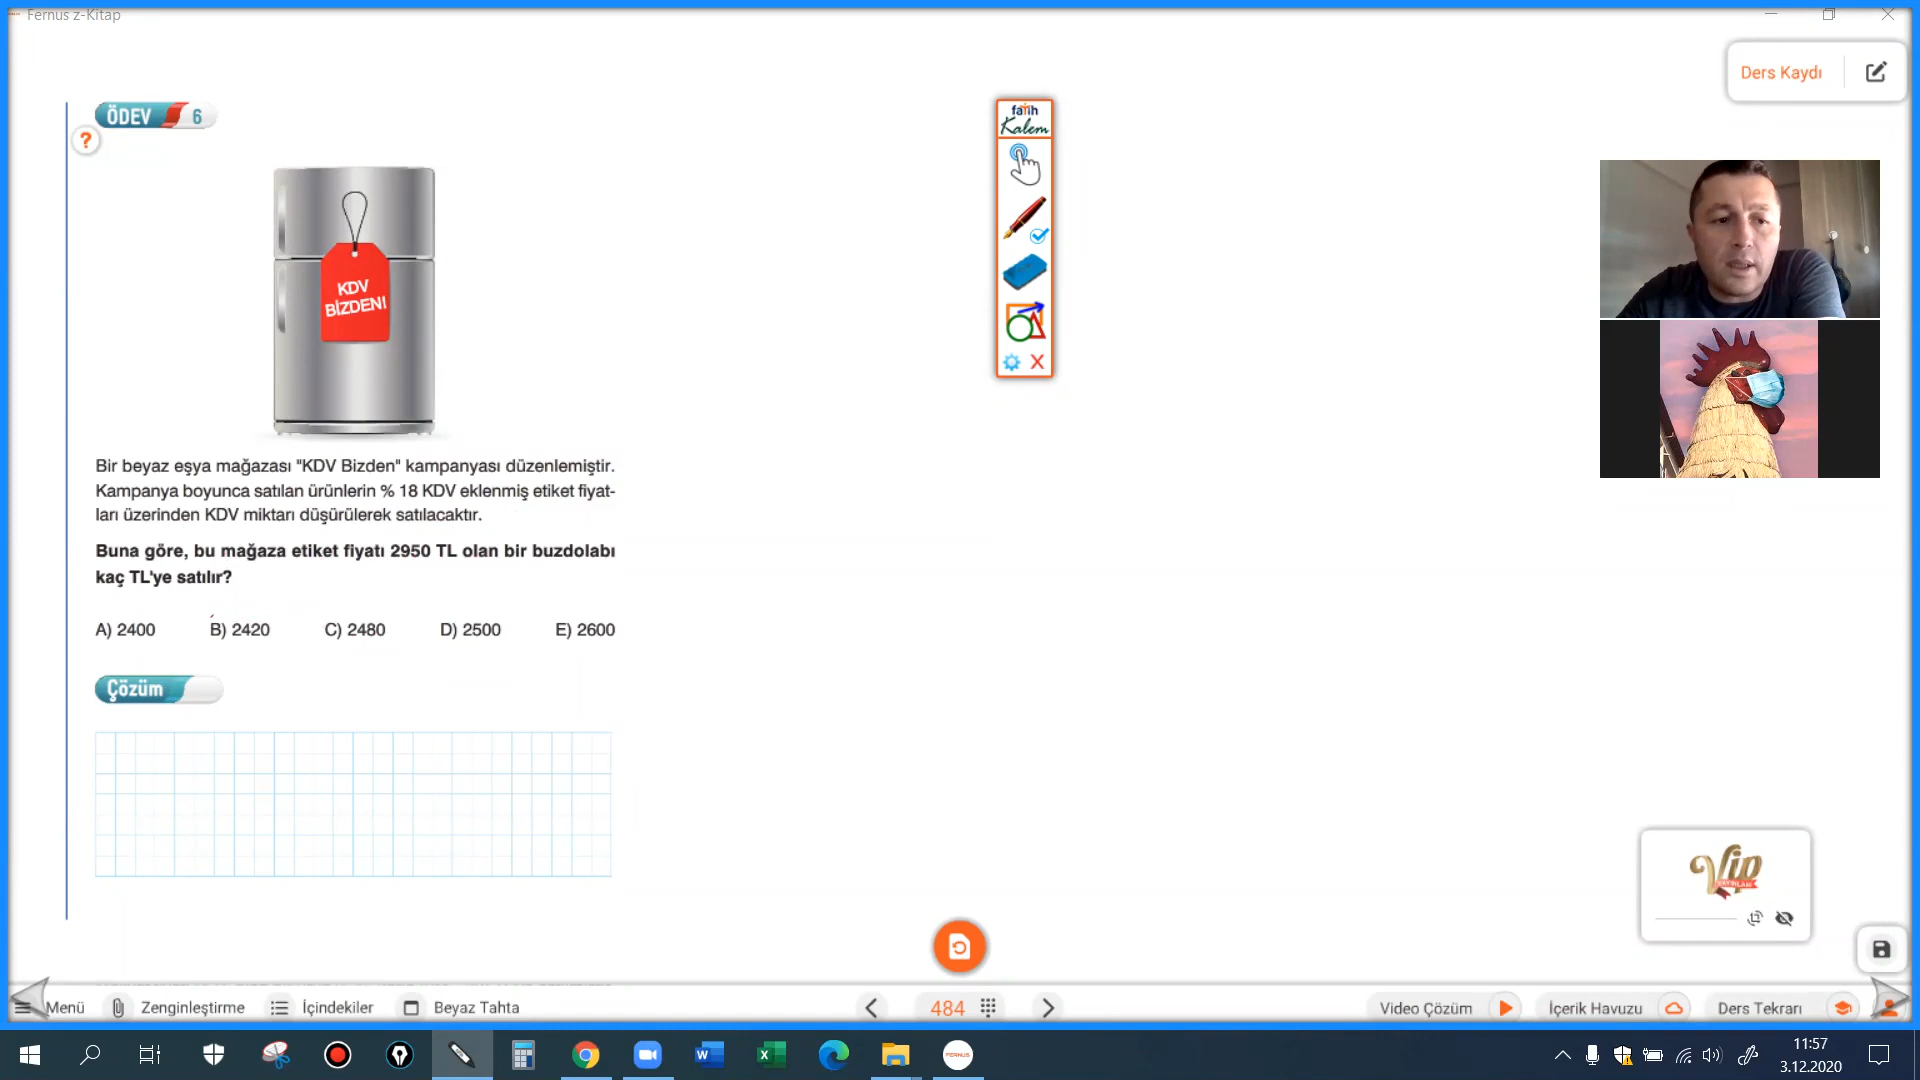 Fernus z-Kitap
Ders Kaydı
ÖDEV 6
?
fatih
Kalem
KDV
BİZDEN!
Bir beyaz eşya mağazası "KDV Bizden" kampanyası düzenlemiştir.
Kampanya boyunca satılan ürünlerin % 18 KDV eklenmiş etiket fiyat-
ları üzerinden KDV miktarı düşürülerek satılacaktır.
Buna göre, bu mağaza etiket fiyatı 2950 TL olan bir buzdolabı
kaç TL'ye satılır?
A) 2400 B) 2420 C) 2480 D) 2500 E) 2600
Çözüm
Vip
YAYINLARI
Menü Zenginleştirme İçindekiler Beyaz Tahta 484 Video Çözüm İçerik Havuzu Ders Tekrarı
FERNUS
11:57
3.12.2020